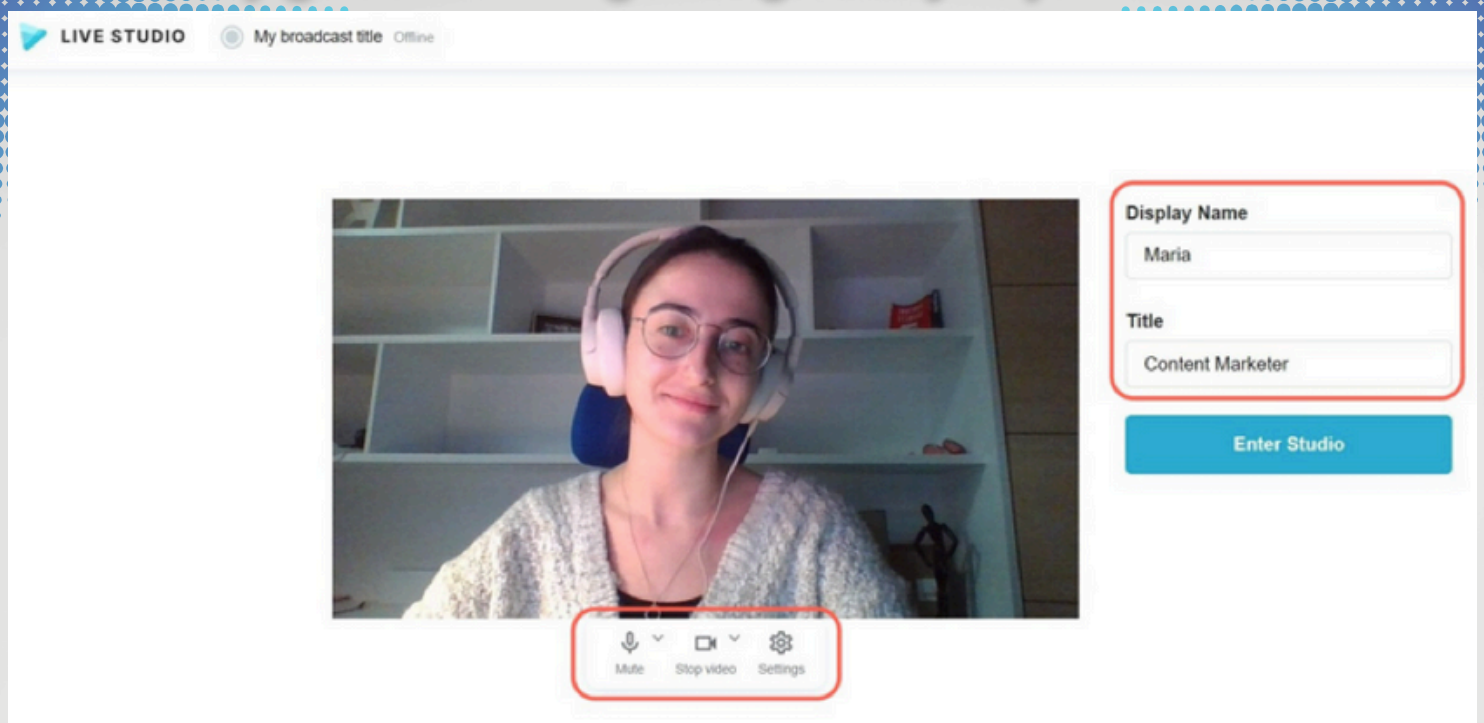 LIVE STUDIO My broadcast title Offline
Display Name
Maria
Title
Content Marketer
Enter Studio
Mute Stop video Settings